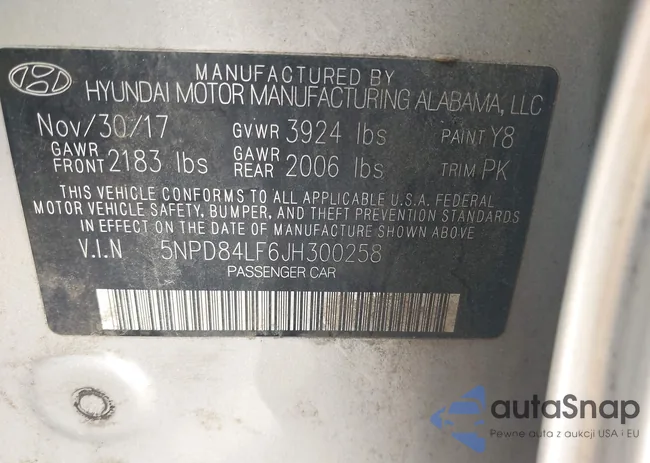 MANUFACTURED BY
HYUNDAI MOTOR MANUFACTURING ALABAMA, LLC
Nov/30/17 GVWR 3924 lbs PAINT Y8
GAWR FRONT 2183 lbs GAWR REAR 2006 lbs TRIM PK
THIS VEHICLE CONFORMS TO ALL APPLICABLE U.S.A. FEDERAL
MOTOR VEHICLE SAFETY, BUMPER, AND THEFT PREVENTION STANDARDS
IN EFFECT ON THE DATE OF MANUFACTURE SHOWN ABOVE
V.I.N 5NPD84LF6JH300258
PASSENGER CAR
autaSnap
Pewne auta z aukcji USA i EU